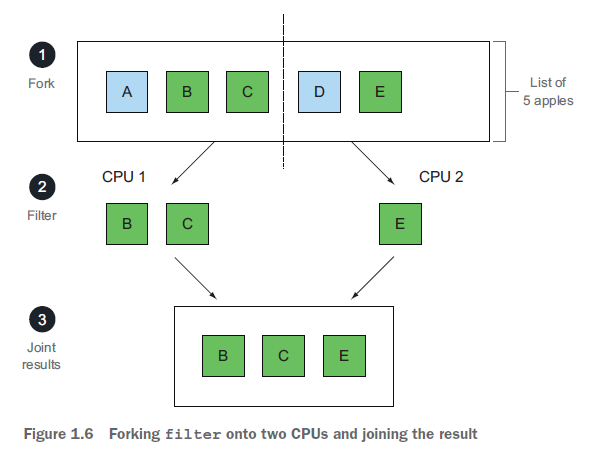 1
Fork
A
B
C
D
E
List of
5 apples
CPU 1
CPU 2
2
Filter
B
C
E
3
Joint
results
B
C
E
Figure 1.6 Forking filter onto two CPUs and joining the result